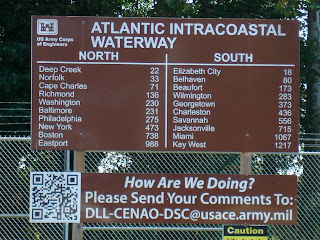 US Army Corps
of Engineers
ATLANTIC INTRACOASTAL
WATERWAY
NORTH
Deep Creek 22
Norfolk 33
Cape Charles 71
Richmond 136
Washington 230
Baltimore 231
Philadelphia 275
New York 473
Boston 738
Eastport 988
SOUTH
Elizabeth City 18
Belhaven 80
Beaufort 173
Wilmington 283
Georgetown 373
Charleston 436
Savannah 556
Jacksonville 715
Miami 1067
Key West 1217
How Are We Doing?
Please Send Your Comments To:
DLL-CENAO-DSC@usace.army.mil
Caution